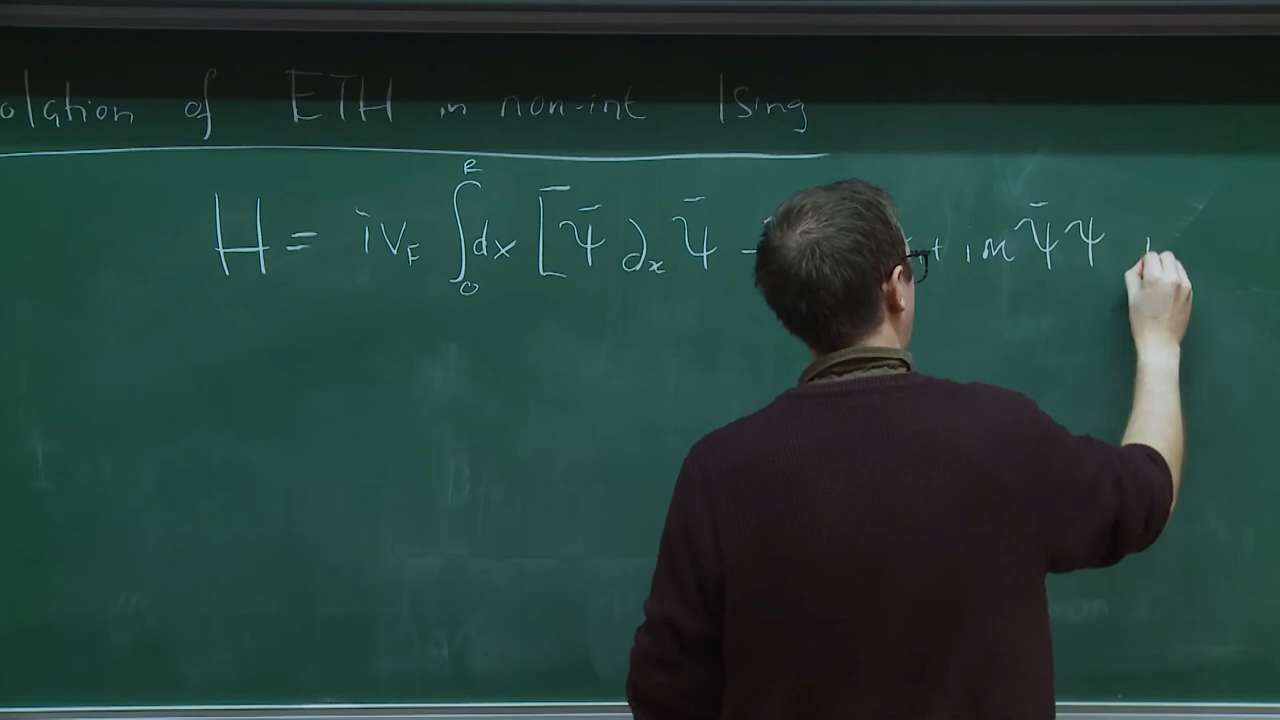 olation of ETH in non-int Ising
H = iv_F ∫_0^R dx [ψ̄ ∂_x ψ̄ - + im ψ̄ ψ